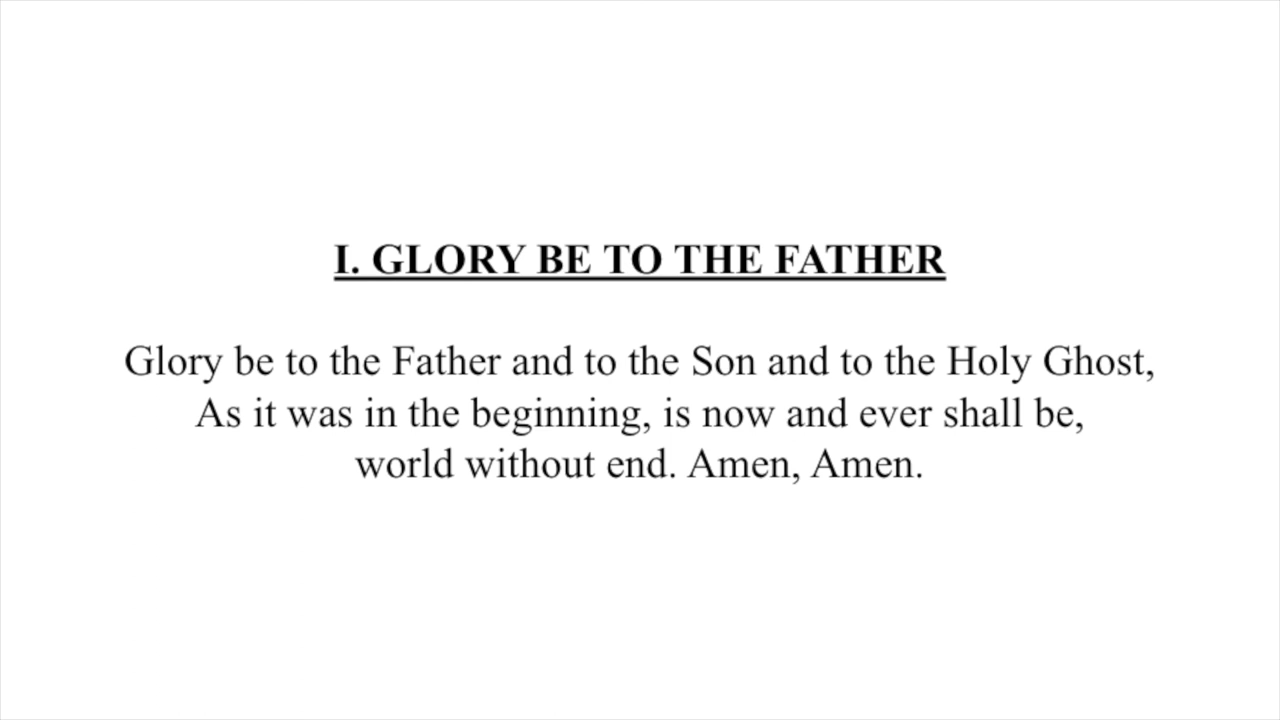 I. GLORY BE TO THE FATHER
Glory be to the Father and to the Son and to the Holy Ghost,
As it was in the beginning, is now and ever shall be,
world without end. Amen, Amen.